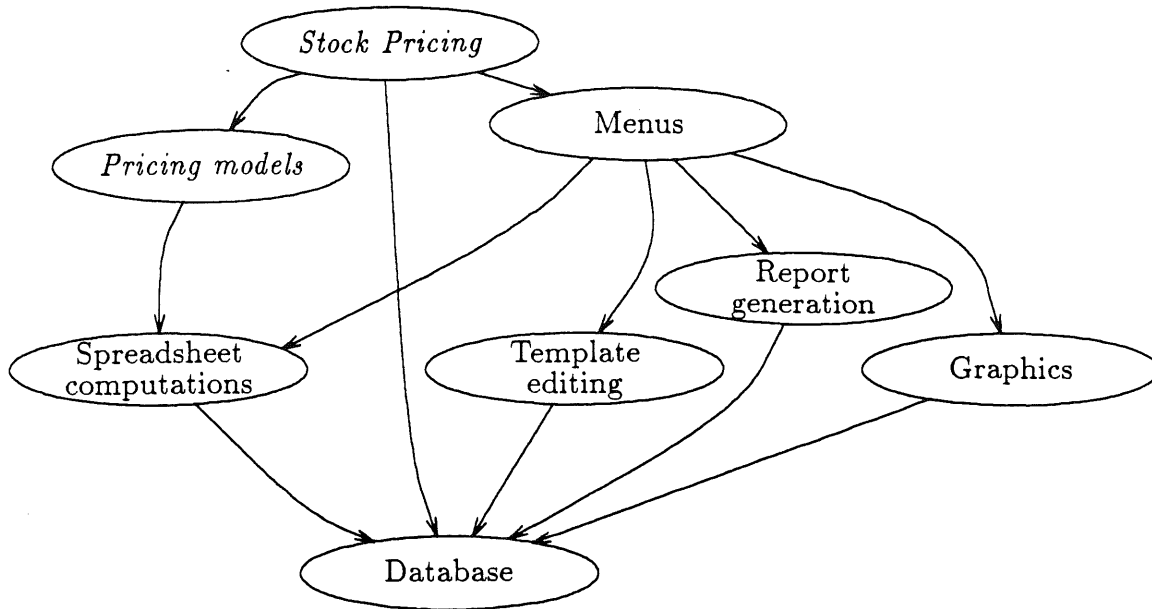 Stock Pricing
Menus
Pricing models
Report
generation
Spreadsheet
computations
Template
editing
Graphics
Database